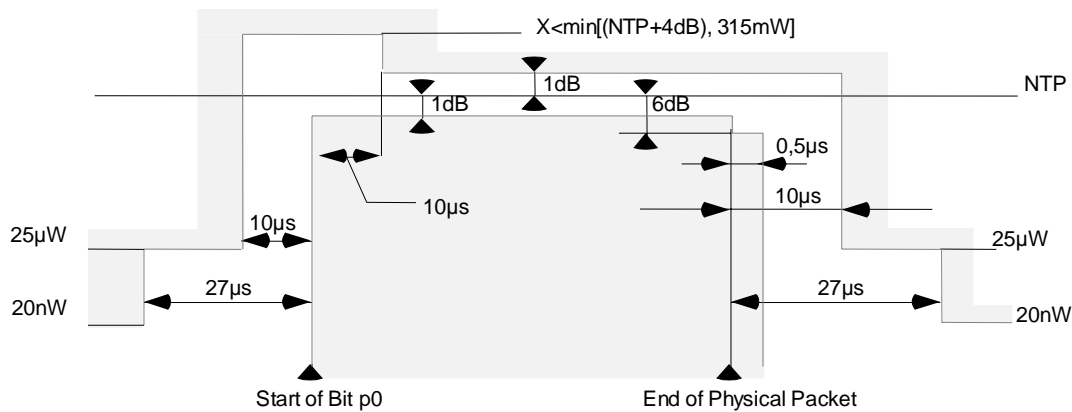 X<min[(NTP+4dB), 315mW]
NTP
1dB
1dB
6dB
0,5µs
10µs
10µs
10µs
25µW
25µW
27µs
27µs
20nW
20nW
Start of Bit p0
End of Physical Packet